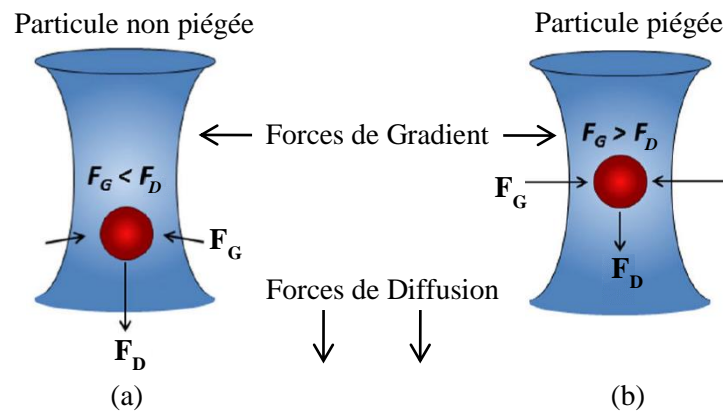 Particule non piégée
Particule piégée
Forces de Gradient
F_G < F_D
F_G > F_D
F_G
F_G
F_D
Forces de Diffusion
F_D
(a)
(b)